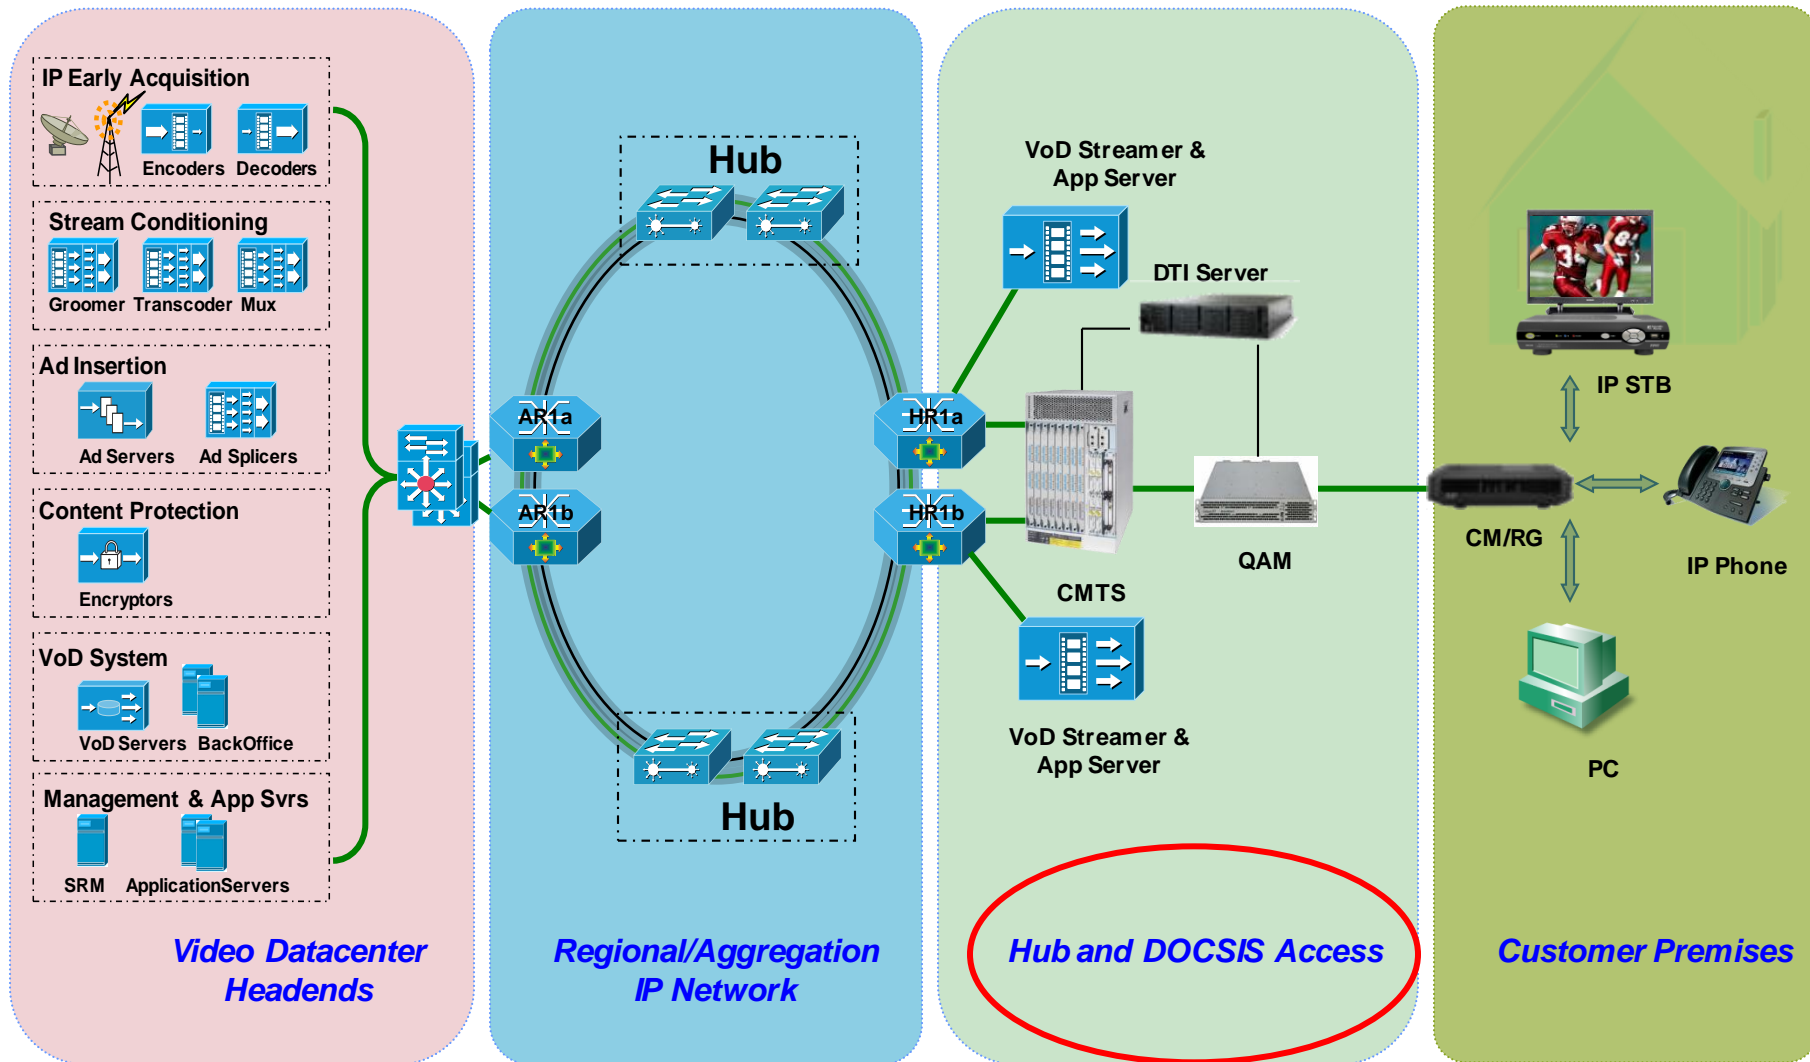 IP Early Acquisition
Encoders
Decoders
Stream Conditioning
Groomer
Transcoder
Mux
Ad Insertion
Ad Servers
Ad Splicers
Content Protection
Encryptors
VoD System
VoD Servers
BackOffice
Management & App Svrs
SRM
ApplicationServers
Video Datacenter
Headends
Hub
AR1a
AR1b
HR1a
HR1b
Hub
Regional/Aggregation
IP Network
VoD Streamer &
App Server
DTI Server
CMTS
QAM
VoD Streamer &
App Server
Hub and DOCSIS Access
IP STB
CM/RG
IP Phone
PC
Customer Premises